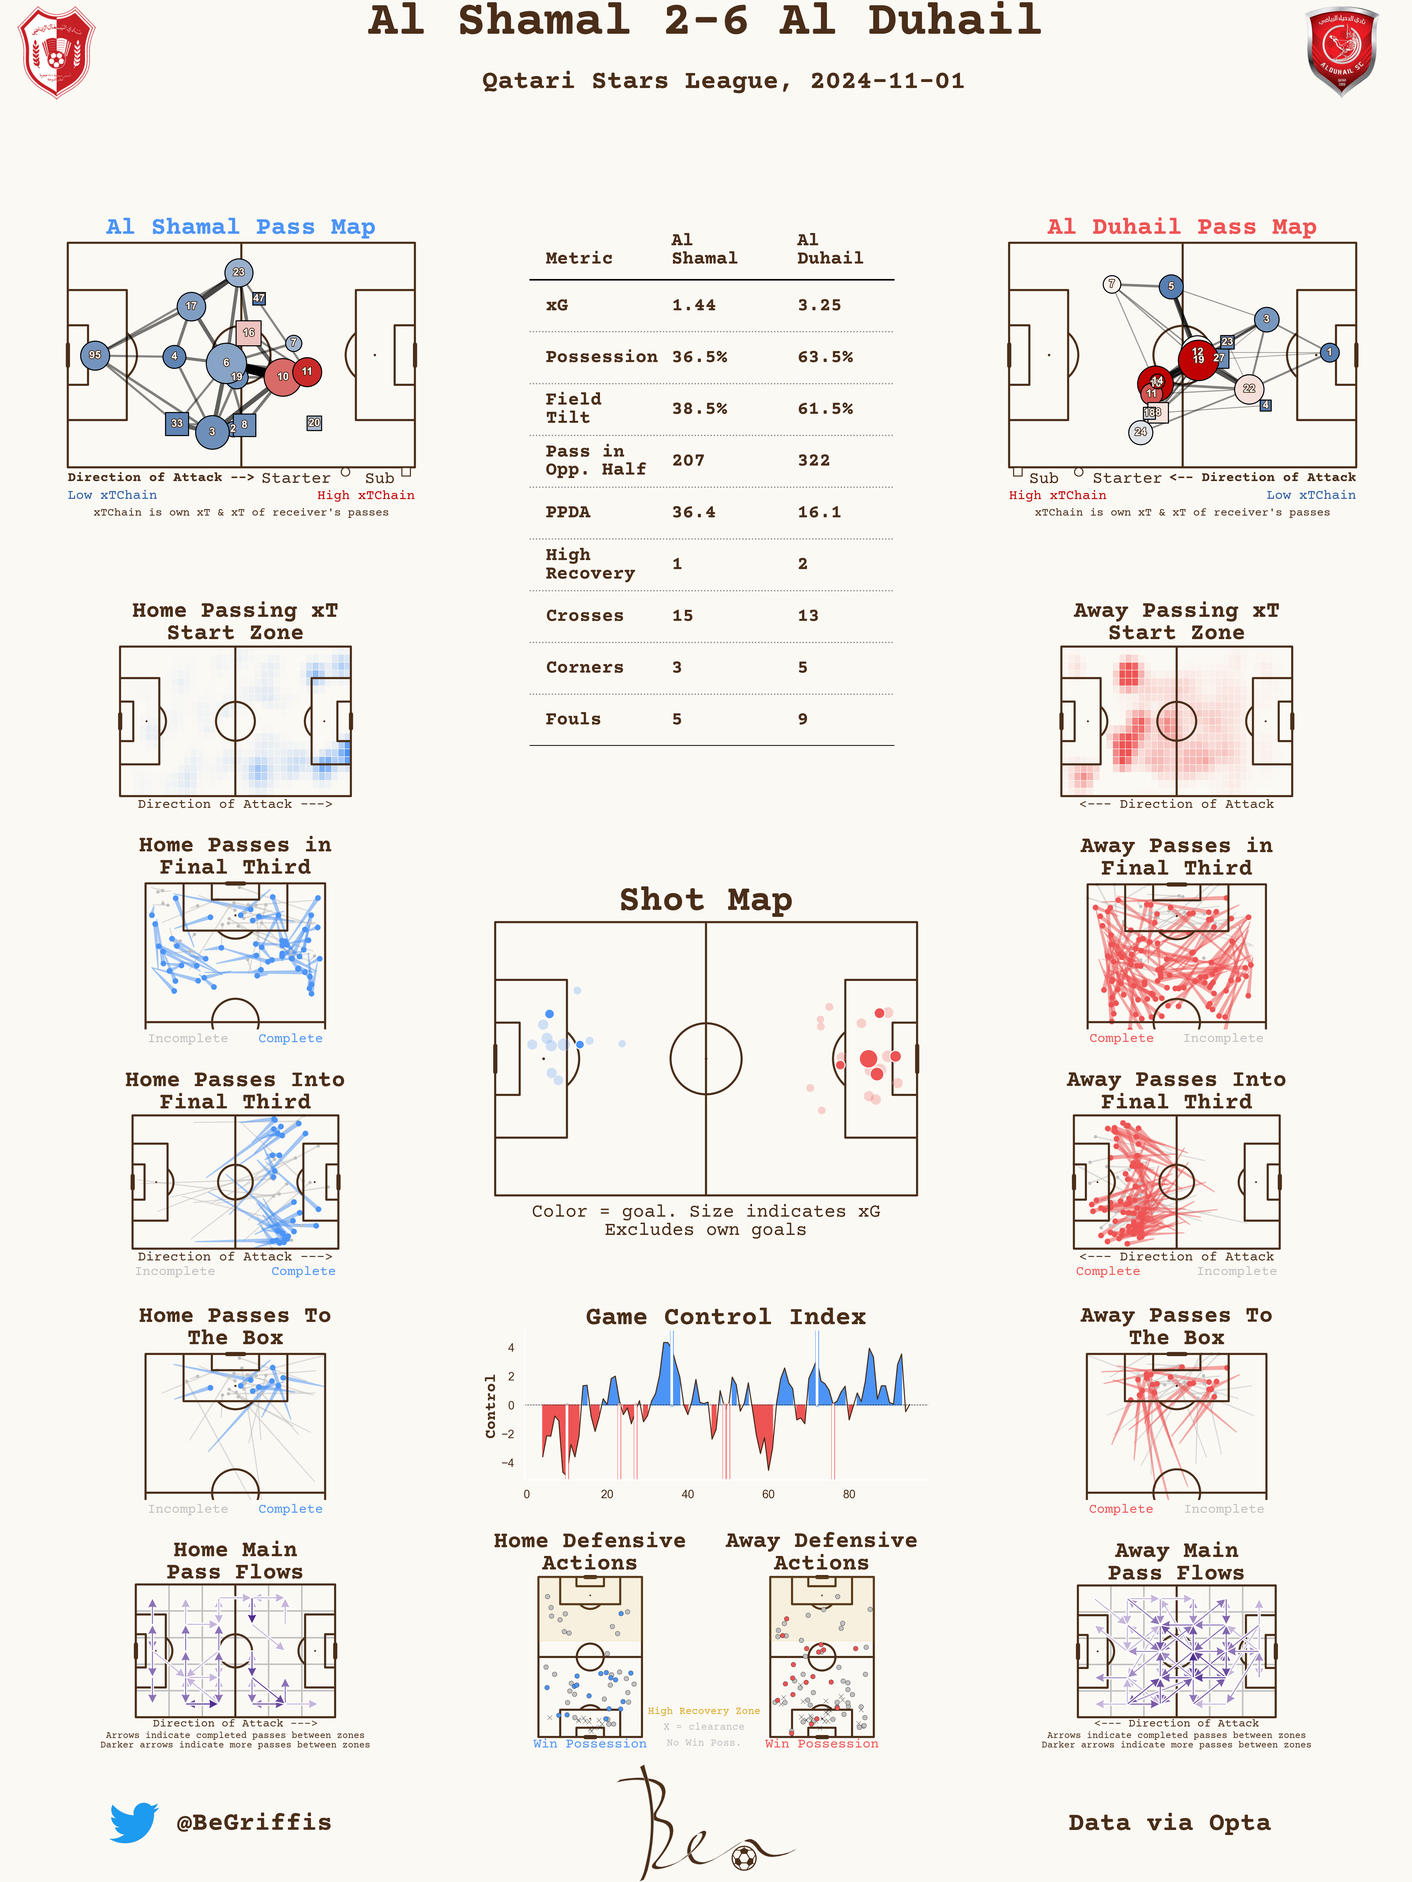 Al Shamal 2-6 Al Duhail
Qatari Stars League, 2024-11-01
ALDUHAIL SC
Al Shamal Pass Map
23
47
17
16
7
95
4
6
19
10
11
33
3
2
8
20
Direction of Attack --> Starter Sub
Low xTChain High xTChain
xTChain is own xT & xT of receiver's passes
Metric Al Shamal Al Duhail
xG 1.44 3.25
Possession 36.5% 63.5%
Field Tilt 38.5% 61.5%
Pass in Opp. Half 207 322
PPDA 36.4 16.1
High Recovery 1 2
Crosses 15 13
Corners 3 5
Fouls 5 9
Al Duhail Pass Map
7
5
3
23
12
19
27
1
14
11
22
18
8
4
24
Sub Starter <-- Direction of Attack
High xTChain Low xTChain
xTChain is own xT & xT of receiver's passes
Home Passing xT
Start Zone
Direction of Attack --->
Away Passing xT
Start Zone
<--- Direction of Attack
Home Passes in
Final Third
Incomplete Complete
Away Passes in
Final Third
Complete Incomplete
Shot Map
Color = goal. Size indicates xG
Excludes own goals
Home Passes Into
Final Third
Direction of Attack --->
Incomplete Complete
Away Passes Into
Final Third
<--- Direction of Attack
Complete Incomplete
Home Passes To
The Box
Incomplete Complete
Game Control Index
Control
4
2
0
−2
−4
0 20 40 60 80
Away Passes To
The Box
Complete Incomplete
Home Main
Pass Flows
Direction of Attack --->
Arrows indicate completed passes between zones
Darker arrows indicate more passes between zones
Home Defensive
Actions
Win Possession
High Recovery Zone
X = clearance
No Win Poss.
Away Defensive
Actions
Win Possession
Away Main
Pass Flows
<--- Direction of Attack
Arrows indicate completed passes between zones
Darker arrows indicate more passes between zones
@BeGriffis
Ben
Data via Opta